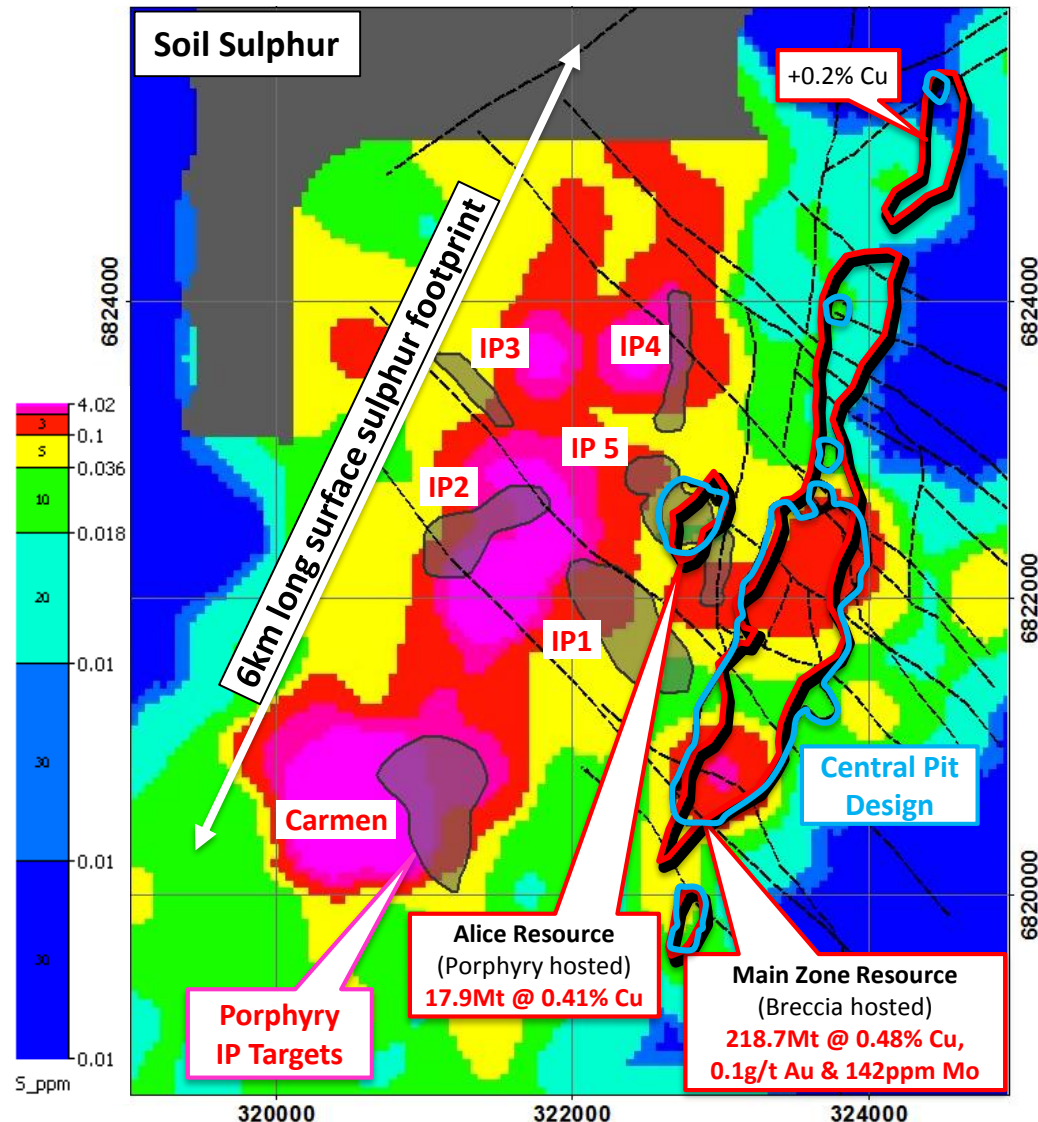 Soil Sulphur
+0.2% Cu
6km long surface sulphur footprint
6824000
6822000
6820000
6824000
IP3
IP4
IP 5
IP2
IP1
Carmen
4.02
3
0.1
5
0.036
10
0.018
20
0.01
30
0.01
30
0.01
S_ppm
Central Pit
Design
Porphyry
IP Targets
Alice Resource
(Porphyry hosted)
17.9Mt @ 0.41% Cu
Main Zone Resource
(Breccia hosted)
218.7Mt @ 0.48% Cu,
0.1g/t Au & 142ppm Mo
320000
322000
324000